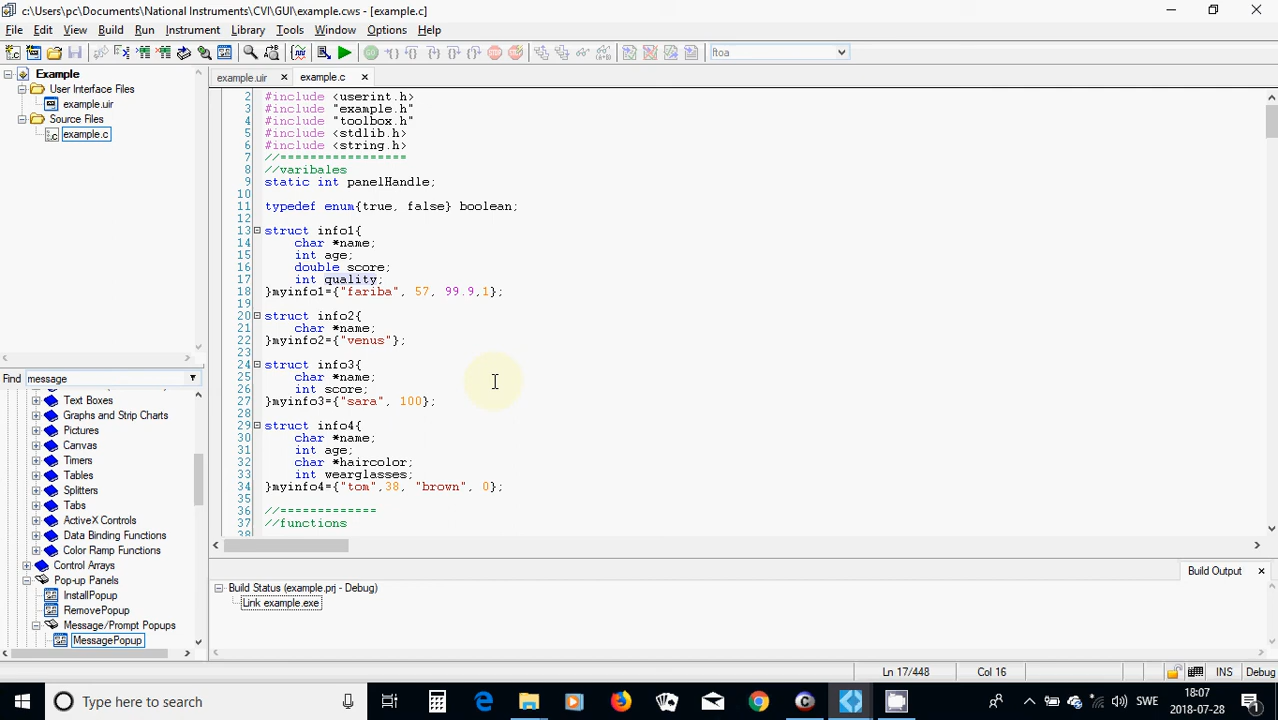 c:\Users\pc\Documents\National Instruments\CVI\GUI\example.cws - [example.c]
File Edit View Build Run Instrument Library Tools Window Options Help
ftoa
Example
User Interface Files
example.uir
Source Files
example.c
Find message
Text Boxes
Graphs and Strip Charts
Pictures
Canvas
Timers
Tables
Splitters
Tabs
ActiveX Controls
Data Binding Functions
Color Ramp Functions
Control Arrays
Pop-up Panels
InstallPopup
RemovePopup
Message/Prompt Popups
MessagePopup
example.uir example.c
2 #include <userint.h>
3 #include "example.h"
4 #include "toolbox.h"
5 #include <stdlib.h>
6 #include <string.h>
7 //=================
8 //varibales
9 static int panelHandle;
10
11 typedef enum{true, false} boolean;
12
13 struct info1{
14 char *name;
15 int age;
16 double score;
17 int quality;
18 }myinfo1={"fariba", 57, 99.9,1};
19
20 struct info2{
21 char *name;
22 }myinfo2={"venus"};
23
24 struct info3{
25 char *name;
26 int score;
27 }myinfo3={"sara", 100};
28
29 struct info4{
30 char *name;
31 int age;
32 char *haircolor;
33 int wearglasses;
34 }myinfo4={"tom",38, "brown", 0};
35
36 //=============
37 //functions
38
Build Output
Build Status (example.prj - Debug)
Link example.exe
Ln 17/448 Col 16 INS Debug
Type here to search
SWE
18:07
2018-07-28
1